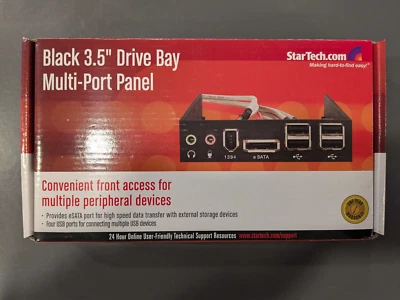 Black 3.5" Drive Bay
Multi-Port Panel
StarTech.com
Making hard-to-find easy!
1394
eSATA
Convenient front access for
multiple peripheral devices
• Provides eSATA port for high speed data transfer with external storage devices
• Four USB ports for connecting multiple USB devices
24 Hour Online User-Friendly Technical Support Resources www.startech.com/support